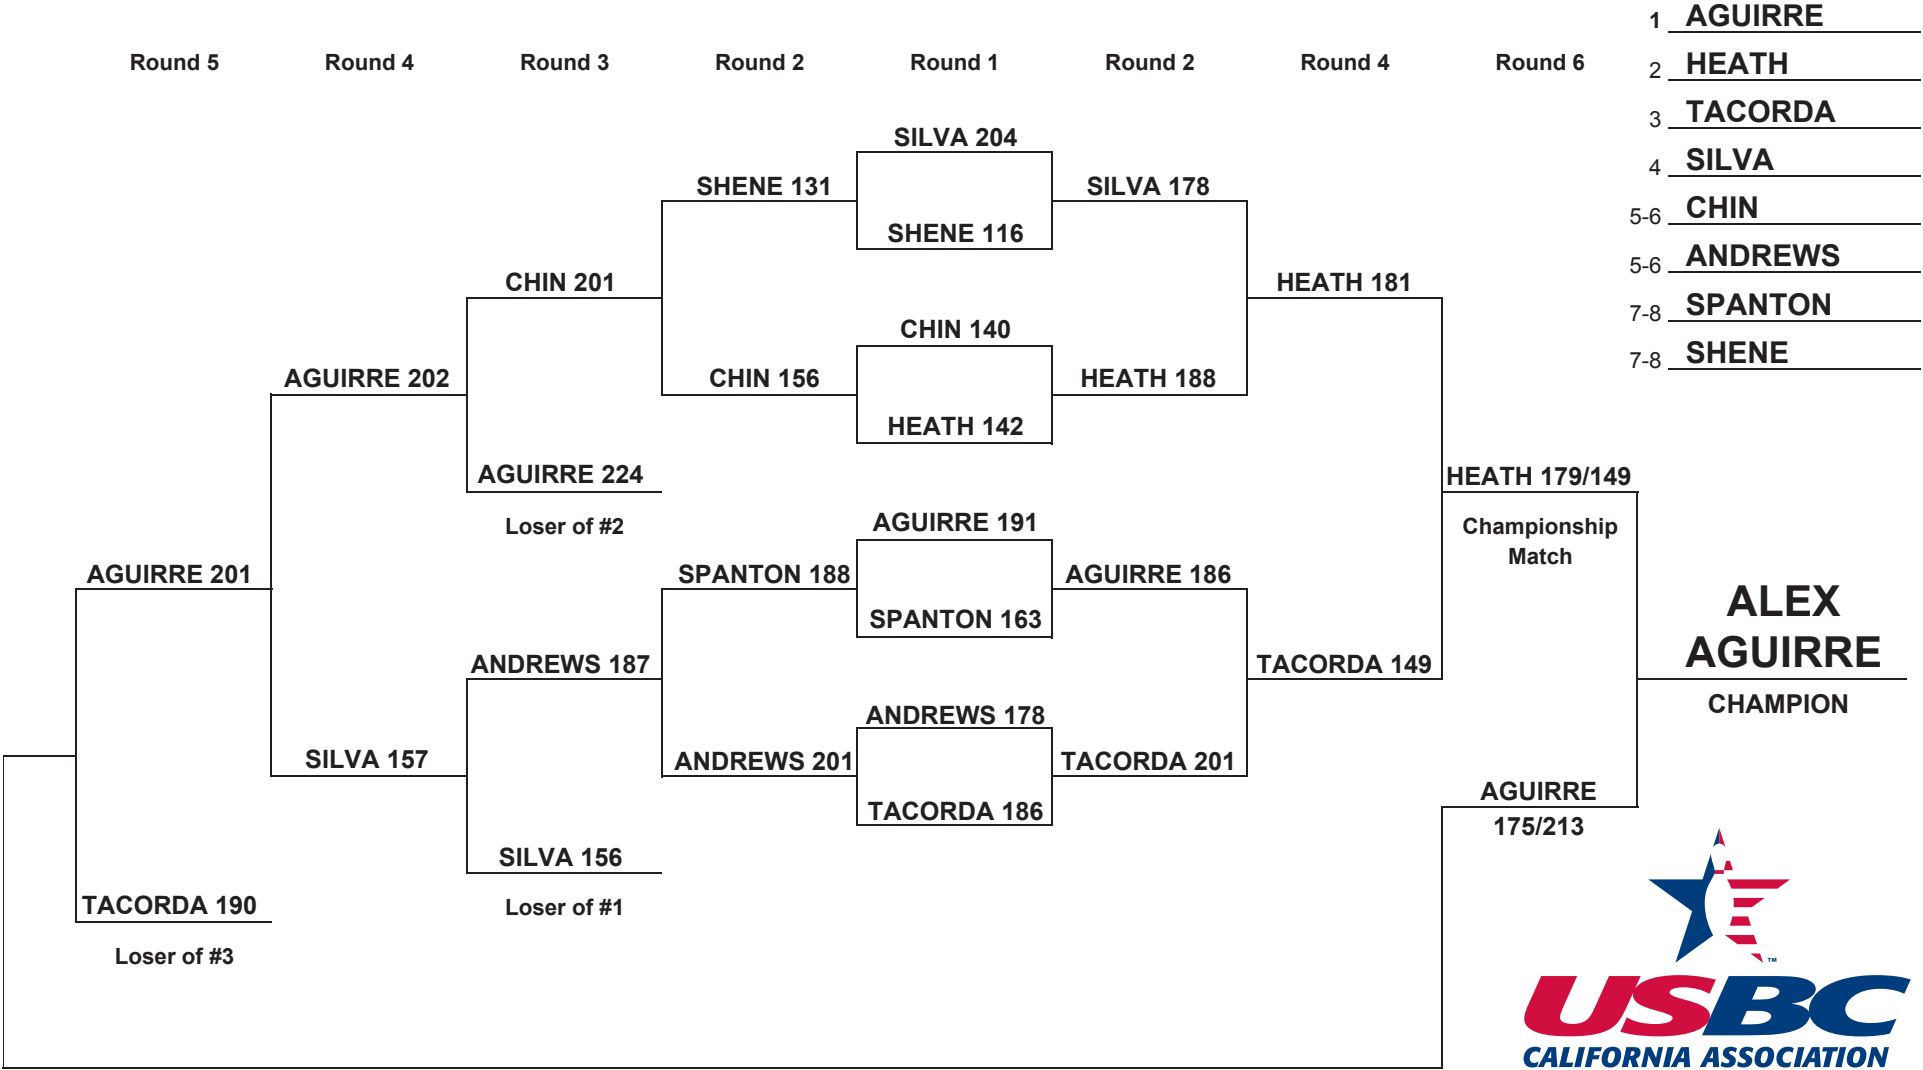 1 AGUIRRE
Round 5 Round 4 Round 3 Round 2 Round 1 Round 2 Round 4 Round 6
2 HEATH
3 TACORDA
SILVA 204
4 SILVA
SHENE 131 SILVA 178
5-6 CHIN
SHENE 116
5-6 ANDREWS
CHIN 201 HEATH 181
7-8 SPANTON
CHIN 140
7-8 SHENE
AGUIRRE 202 CHIN 156 HEATH 188
HEATH 142
AGUIRRE 224 HEATH 179/149
Loser of #2 AGUIRRE 191 Championship
Match
AGUIRRE 201 SPANTON 188 AGUIRRE 186
ALEX
SPANTON 163
AGUIRRE
ANDREWS 187 TACORDA 149
CHAMPION
ANDREWS 178
SILVA 157 ANDREWS 201 TACORDA 201
AGUIRRE
TACORDA 186
175/213
SILVA 156
TACORDA 190 Loser of #1
Loser of #3
TM
USBC
CALIFORNIA ASSOCIATION